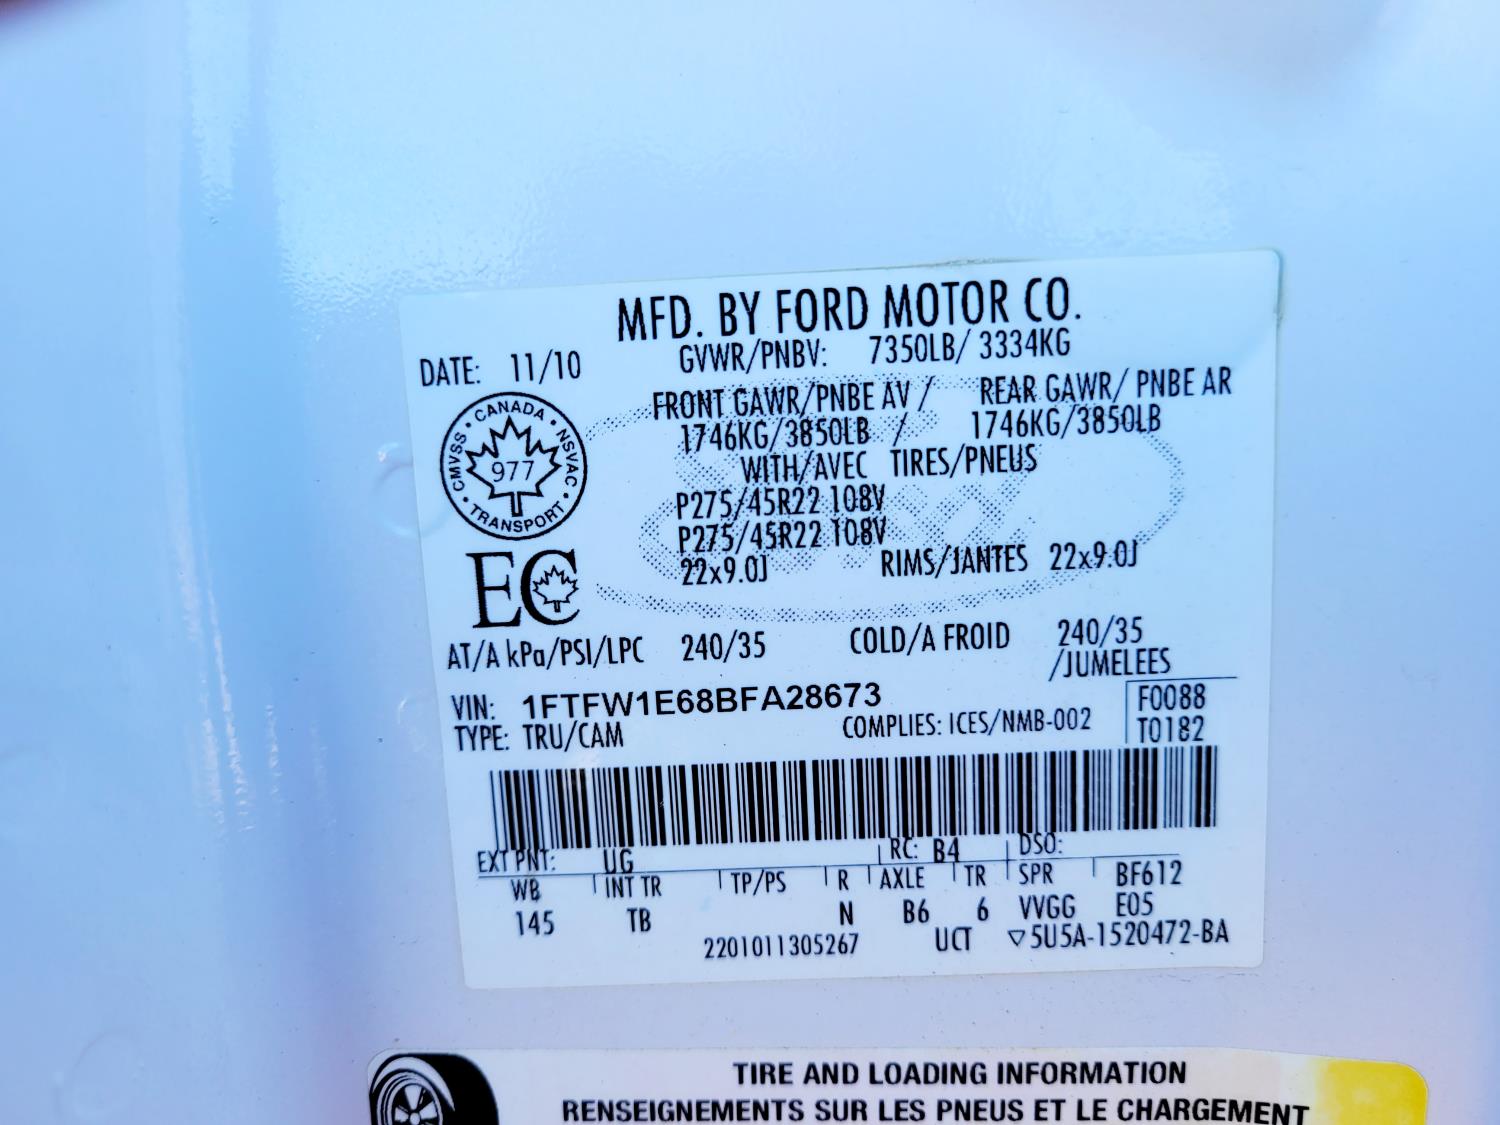 MFD. BY FORD MOTOR CO.
DATE: 11/10
GVWR/PNBV: 7350LB/ 3334KG
FRONT GAWR/PNBE AV / REAR GAWR/ PNBE AR
1746KG/3850LB / 1746KG/3850LB
WITH/AVEC TIRES/PNEUS
P275/45R22 108V
P275/45R22 108V
22x9.0J RIMS/JANTES 22x9.0J
CANADA
CMVSS NSVAC
977
TRANSPORT
EC
AT/A kPa/PSI/LPC 240/35 COLD/A FROID 240/35
/JUMELEES
VIN: 1FTFW1E68BFA28673
F0088
TYPE: TRU/CAM COMPLIES: ICES/NMB-002
T0182
EXT PNT: UG RC: B4 DSO:
WB INT TR TP/PS R AXLE TR SPR BF612
145 TB N B6 6 VVGG E05
2201011305267 UCT ▽5U5A-1520472-BA
TIRE AND LOADING INFORMATION
RENSEIGNEMENTS SUR LES PNEUS ET LE CHARGEMENT